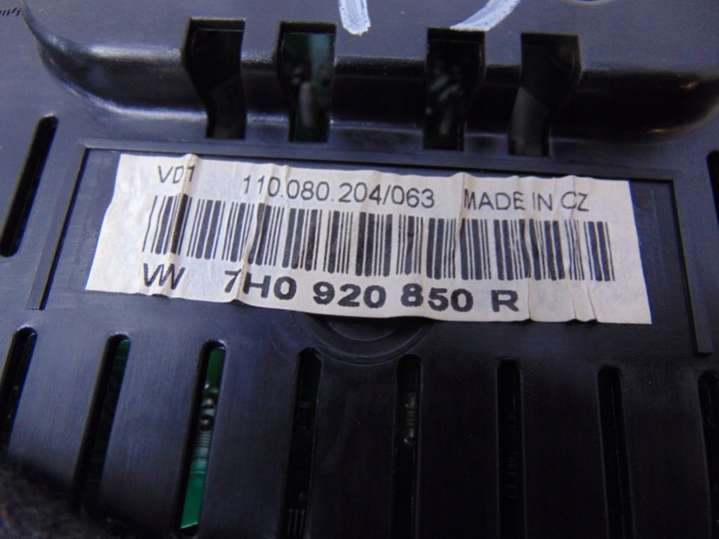 VDT 110.080.204/063 MADE IN CZ
VW 7H0 920 850 R